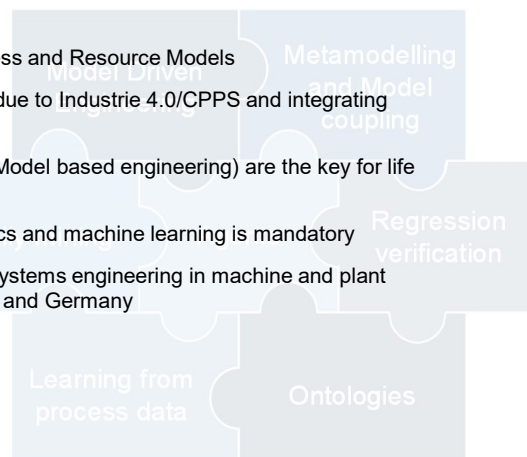 ess and Resource Models
due to Industrie 4.0/CPPS and integrating
Model based engineering) are the key for life
cs and machine learning is mandatory
ystems engineering in machine and plant
and Germany
Model Driven
Engineering
Metamodelling
and Model
coupling
Regression
verification
Learning from
process data
Ontologies